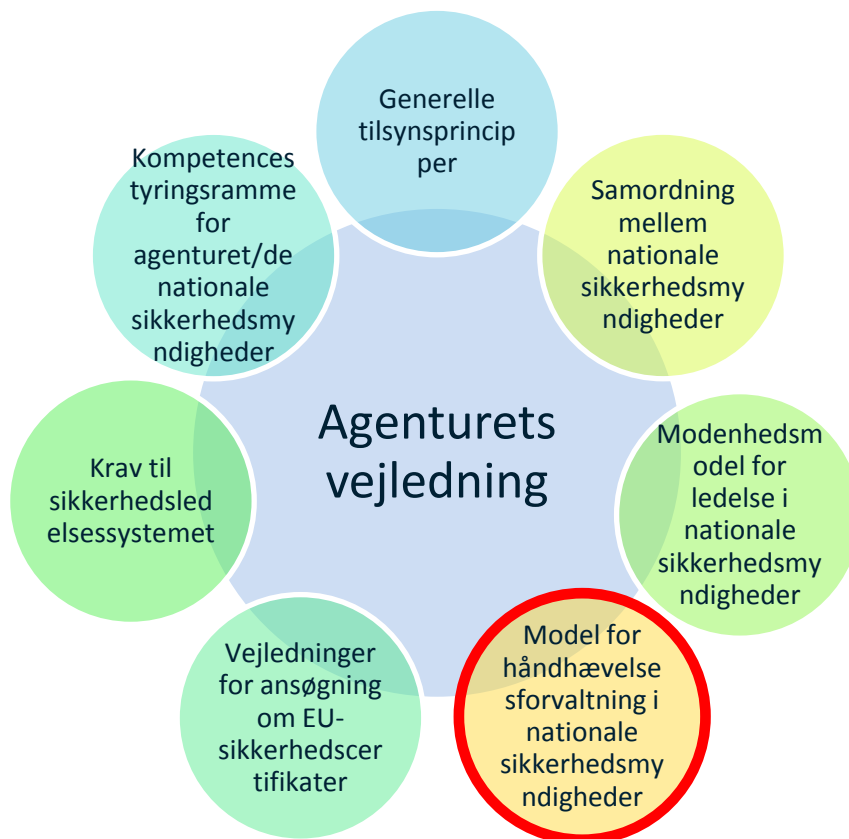 Generelle
tilsynsprincip
per
Samordning
mellem
nationale
sikkerhedsmy
ndigheder
Modenhedsm
odel for
ledelse i
nationale
sikkerhedsmy
ndigheder
Model for
håndhævelse
sforvaltning i
nationale
sikkerhedsmy
ndigheder
Vejledninger
for ansøgning
om EU-
sikkerhedscer
tifikater
Krav til
sikkerhedsled
elsessystemet
Kompetences
tyringsramme
for
agenturet/de
nationale
sikkerhedsmy
ndigheder
Agenturets
vejledning